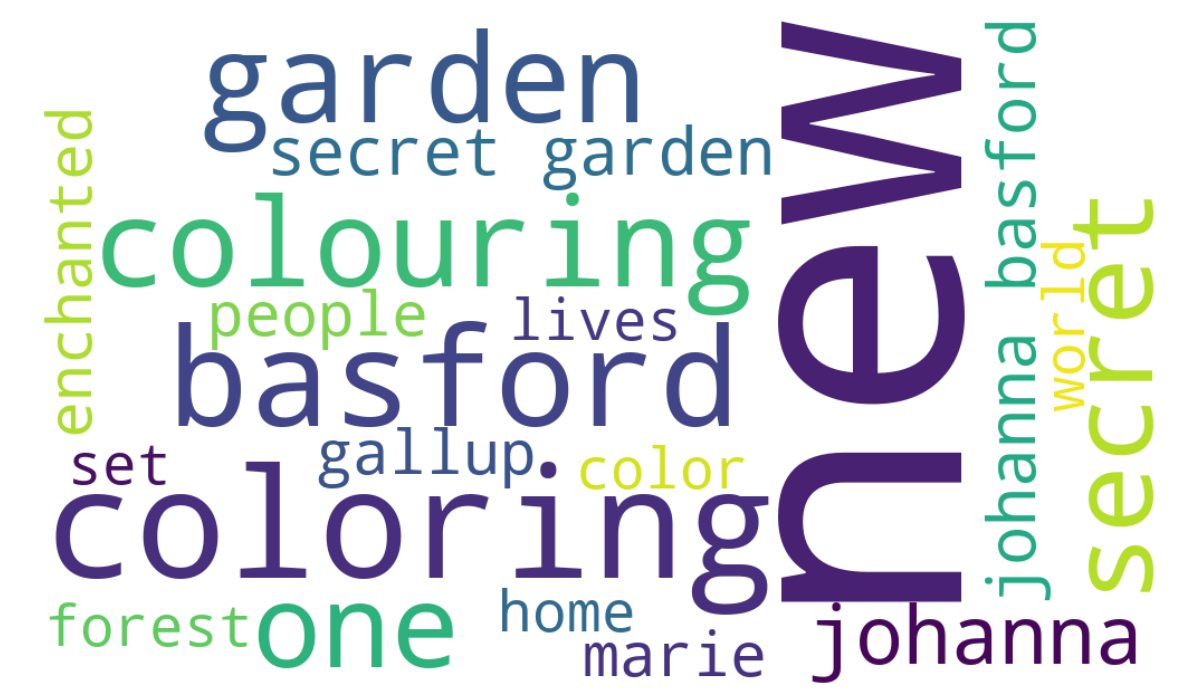 garden
secret garden
enchanted
colouring
people
lives
basford
gallup
set
color
coloring
forest
one
home
marie
new
johanna basford
world
secret
johanna